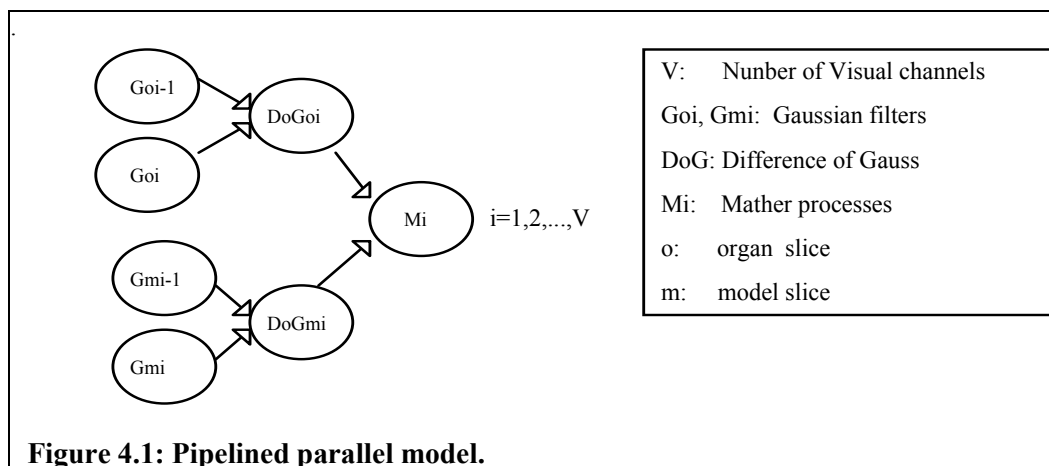 Goi-1
DoGoi
Goi
Mi
i=1,2,...,V
Gmi-1
DoGmi
Gmi
V: Nunber of Visual channels
Goi, Gmi: Gaussian filters
DoG: Difference of Gauss
Mi: Mather processes
o: organ slice
m: model slice
Figure 4.1: Pipelined parallel model.